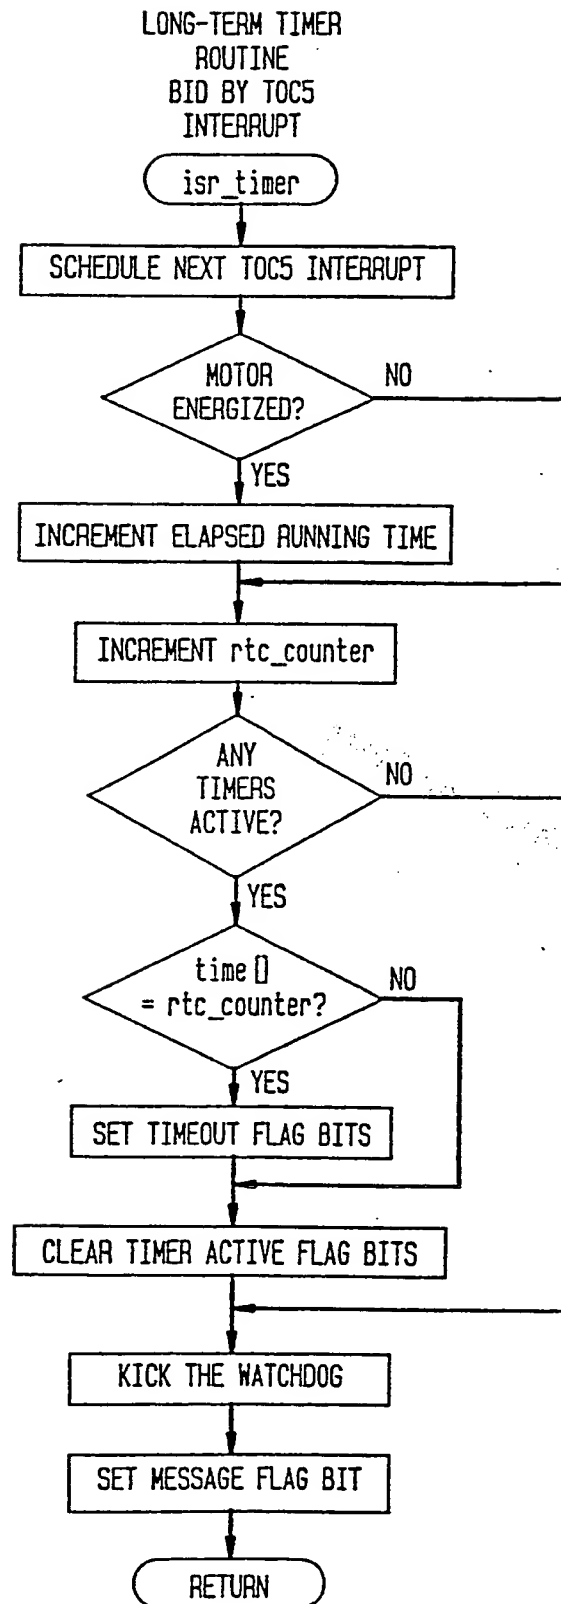 LONG-TERM TIMER
ROUTINE
BID BY TOC5
INTERRUPT
isr_timer
SCHEDULE NEXT TOC5 INTERRUPT
MOTOR
ENERGIZED?
NO
YES
INCREMENT ELAPSED RUNNING TIME
INCREMENT rtc_counter
ANY
TIMERS
ACTIVE?
NO
YES
time[]
= rtc_counter?
NO
YES
SET TIMEOUT FLAG BITS
CLEAR TIMER ACTIVE FLAG BITS
KICK THE WATCHDOG
SET MESSAGE FLAG BIT
RETURN